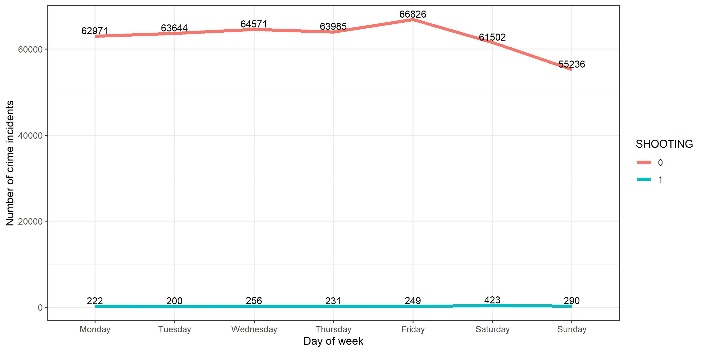 62971
63644
64571
63985
66826
61502
55236
60000
40000
20000
0
Number of crime incidents
222
200
256
231
249
423
290
Monday
Tuesday
Wednesday
Thursday
Friday
Saturday
Sunday
Day of week
SHOOTING
0
1